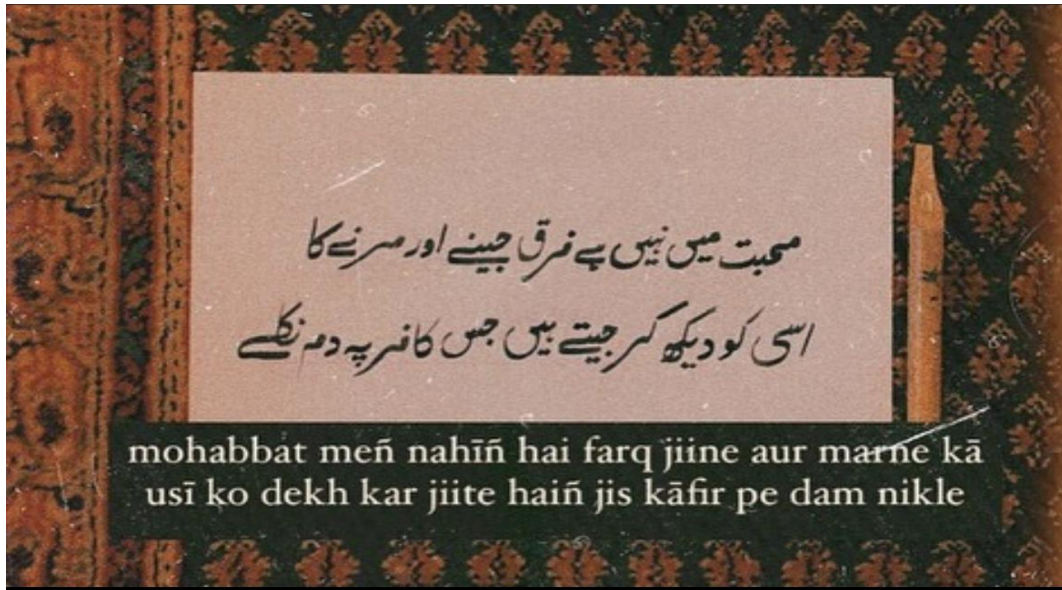 محبت میں نہیں ہے فرق جینے اور مرنے کا
اسی کو دیکھ کر جیتے ہیں جس کافر پہ دم نکلے
mohabbat meñ nahīñ hai farq jiine aur marne kā
usī ko dekh kar jiite haiñ jis kāfir pe dam nikle